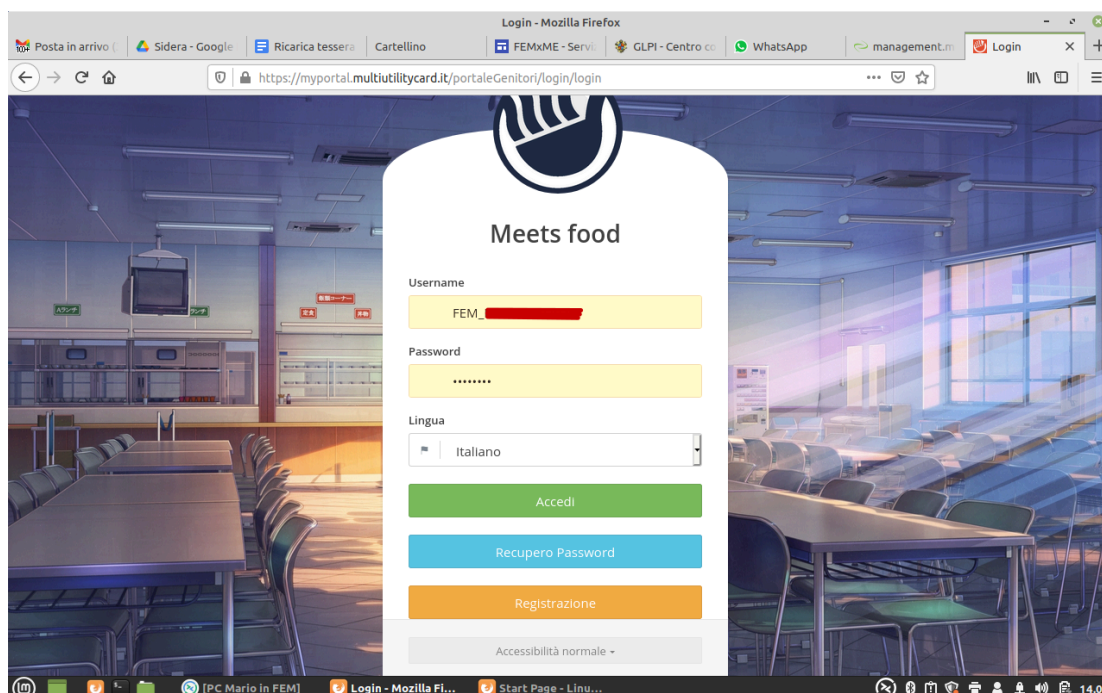 Login - Mozilla Firefox
Posta in arrivo (
Sidera - Google
Ricarica tessera
Cartellino
FEMxME - Servi
GLPI - Centro co
WhatsApp
management.m
Login
https://myportal.multiutilitycard.it/portaleGenitori/login/login
Meets food
Username
FEM_
Password
Lingua
Italiano
Accedi
Recupero Password
Registrazione
Accessibilità normale
[PC Mario in FEM]
Login - Mozilla Fi...
Start Page - Linu...
14.0